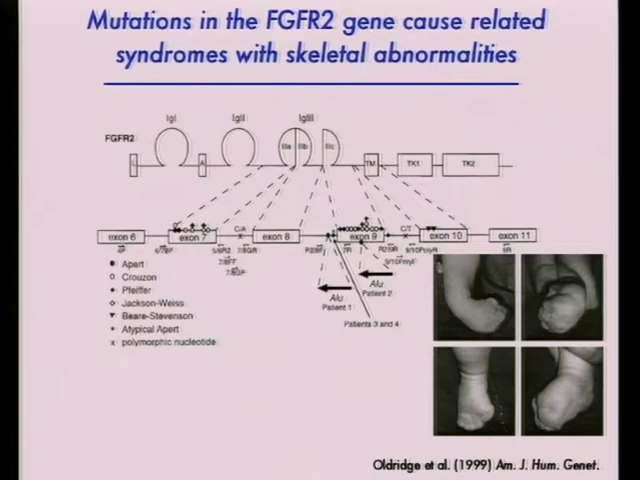 Mutations in the FGFR2 gene cause related
syndromes with skeletal abnormalities
IgI
IgII
IgIII
FGFR2
IIIa
IIIb
IIIc
L
A
TM
TK1
TK2
C/A
C/T
exon 6
exon 7
exon 8
exon 9
exon 10
exon 11
Apert
Crouzon
Pfeiffer
Jackson-Weiss
Beare-Stevenson
Atypical Apert
x polymorphic nucleotide
Alu
Patient 1
Alu
Patient 2
Patients 3 and 4
Oldridge et al. (1999) Am. J. Hum. Genet.